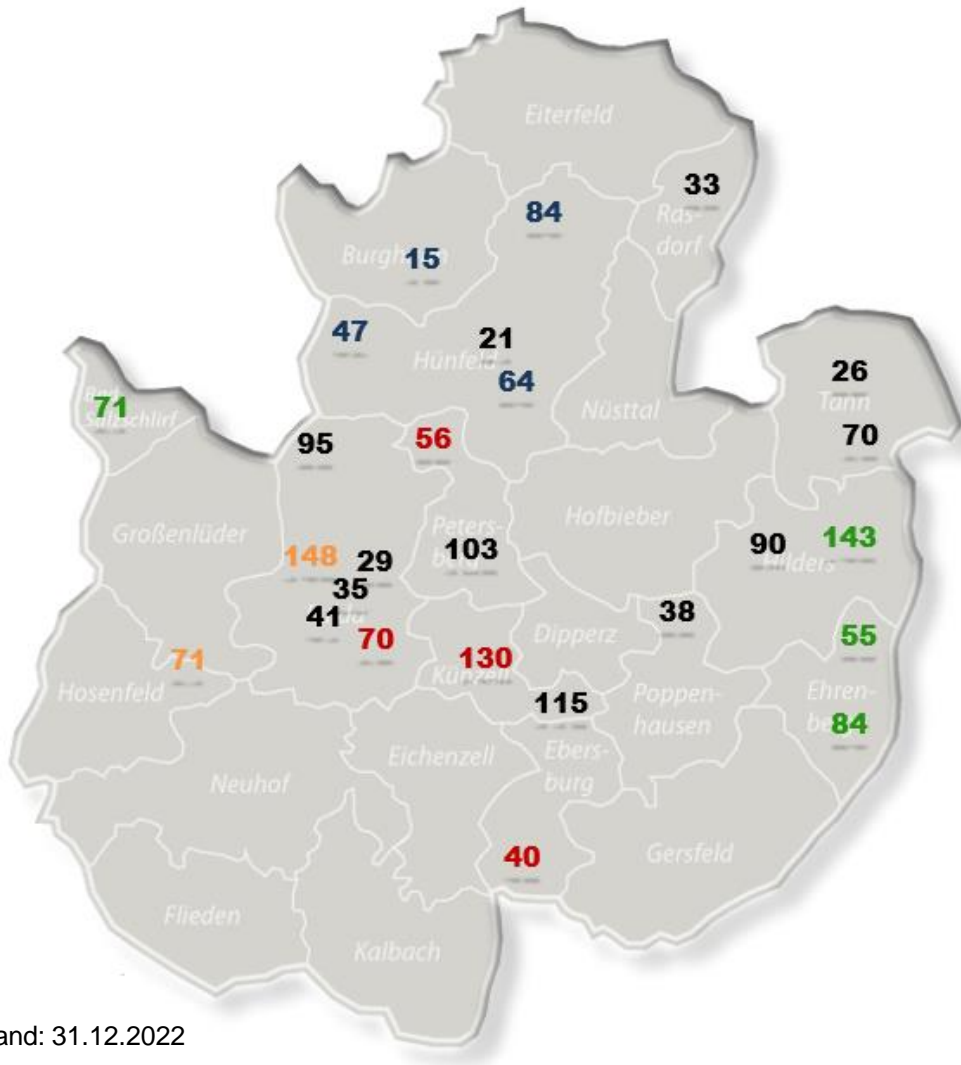 Eiterfeld
33
Ras-
dorf
84
15
47
21
Hünfeld
64
26
Tann
70
71
Salzschlirf
Nüsttal
95
56
Großenlüder
Peters-
103
Hofbieber
90
143
Hilders
148
29
35
41
70
130
Künzell
Dipperz
38
55
71
Hosenfeld
115
Poppen-
hausen
Ehren-
84
Eichenzell
Ebers-
burg
Neuhof
40
Gersfeld
Flieden
Kalbach
and: 31.12.2022